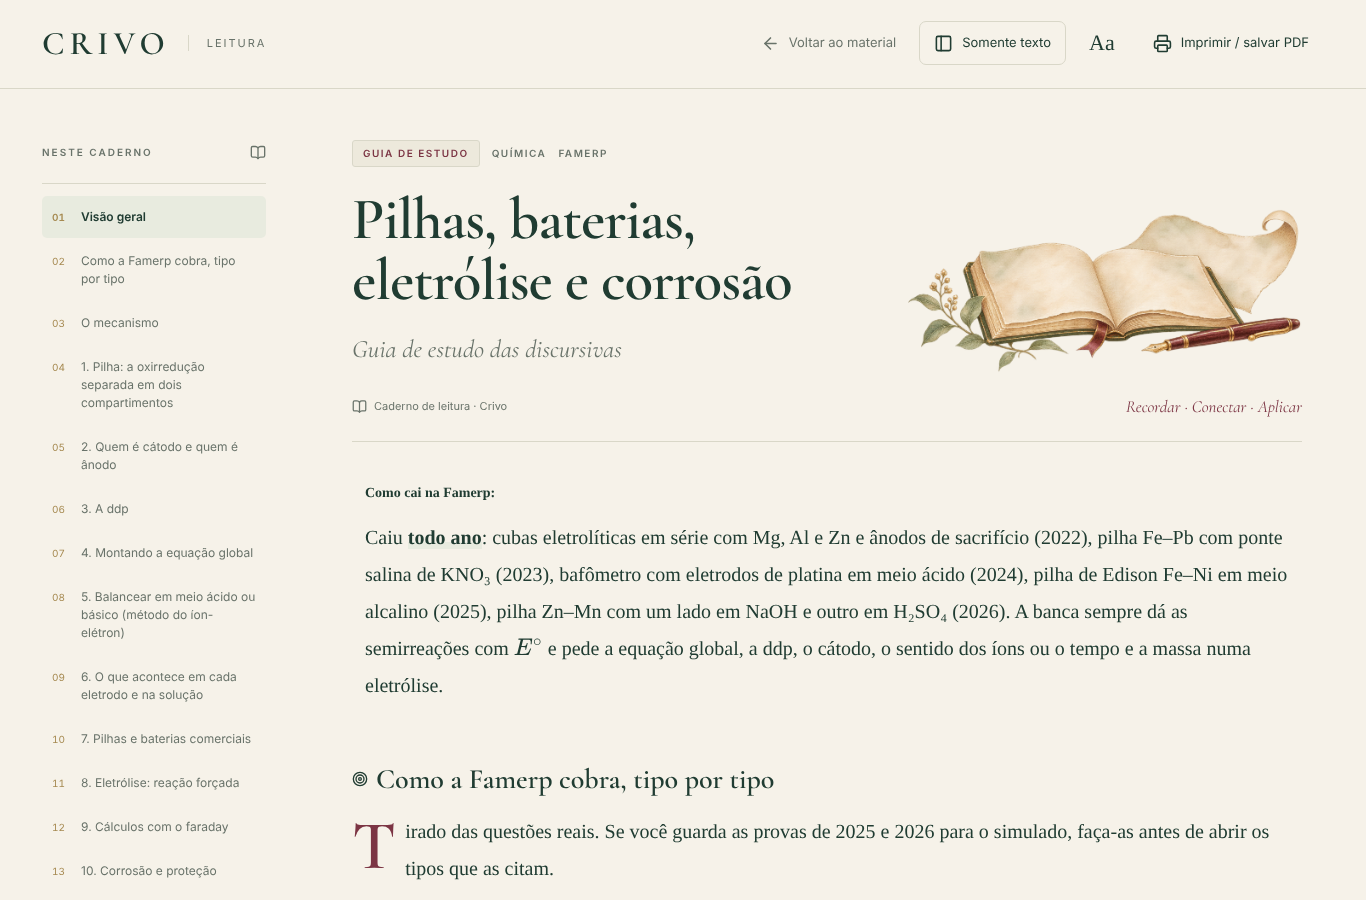 CRIVO
LEITURA
Voltar ao material
Somente texto
Aa
Imprimir / salvar PDF
NESTE CADERNO
01 Visão geral
02 Como a Famerp cobra, tipo
por tipo
03 O mecanismo
04 1. Pilha: a oxirredução
separada em dois
compartimentos
05 2. Quem é cátodo e quem é
ânodo
06 3. A ddp
07 4. Montando a equação global
08 5. Balancear em meio ácido ou
básico (método do íon-
elétron)
09 6. O que acontece em cada
eletrodo e na solução
10 7. Pilhas e baterias comerciais
11 8. Eletrólise: reação forçada
12 9. Cálculos com o faraday
13 10. Corrosão e proteção
GUIA DE ESTUDO QUÍMICA FAMERP
Pilhas, baterias,
eletrólise e corrosão
Guia de estudo das discursivas
Caderno de leitura · Crivo
Recordar · Conectar · Aplicar
Como cai na Famerp:
Caiu todo ano: cubas eletrolíticas em série com Mg, Al e Zn e ânodos de sacrifício (2022), pilha Fe–Pb com ponte
salina de KNO₃ (2023), bafômetro com eletrodos de platina em meio ácido (2024), pilha de Edison Fe–Ni em meio
alcalino (2025), pilha Zn–Mn com um lado em NaOH e outro em H₂SO₄ (2026). A banca sempre dá as
semirreações com E° e pede a equação global, a ddp, o cátodo, o sentido dos íons ou o tempo e a massa numa
eletrólise.
Como a Famerp cobra, tipo por tipo
Tirado das questões reais. Se você guarda as provas de 2025 e 2026 para o simulado, faça-as antes de abrir os
tipos que as citam.